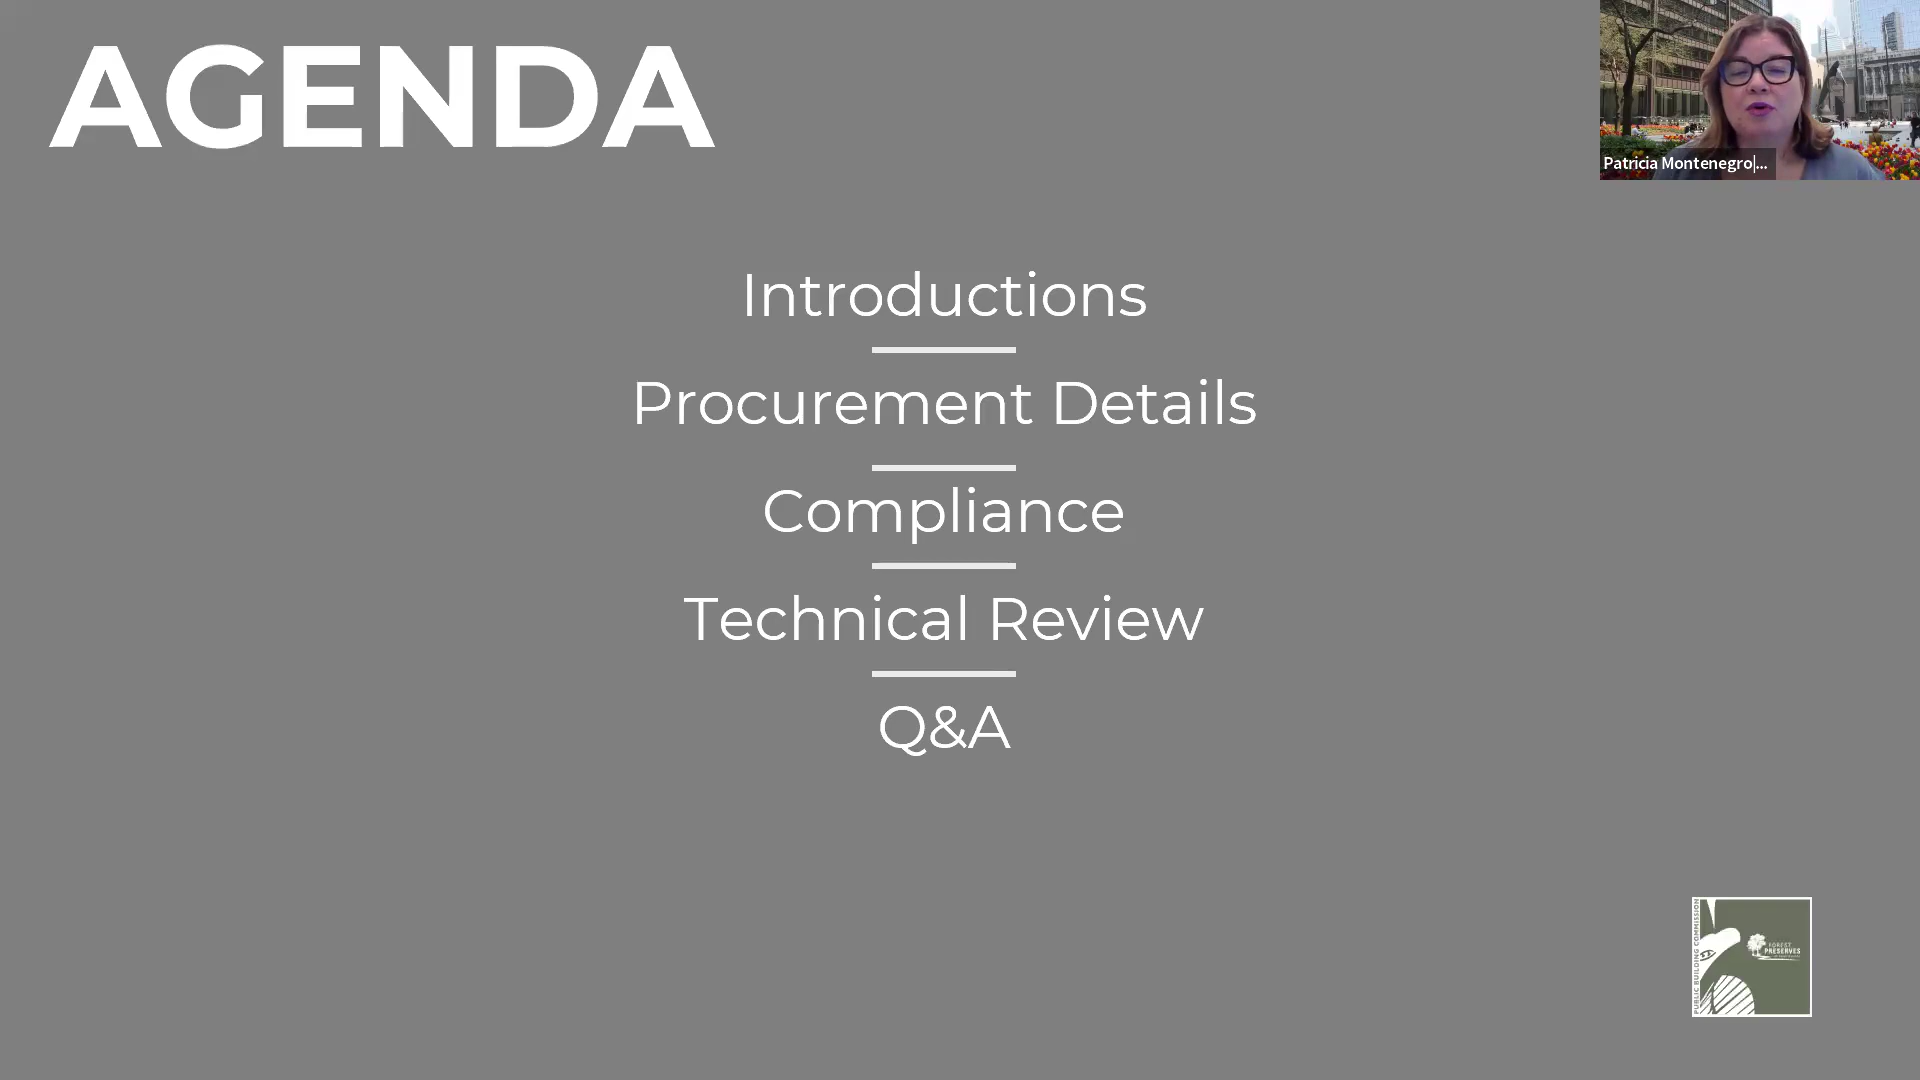 AGENDA
Patricia Montenegro|...
Introductions
Procurement Details
Compliance
Technical Review
Q&A
PUBLIC BUILDING COMMISSION
FOREST
PRESERVES